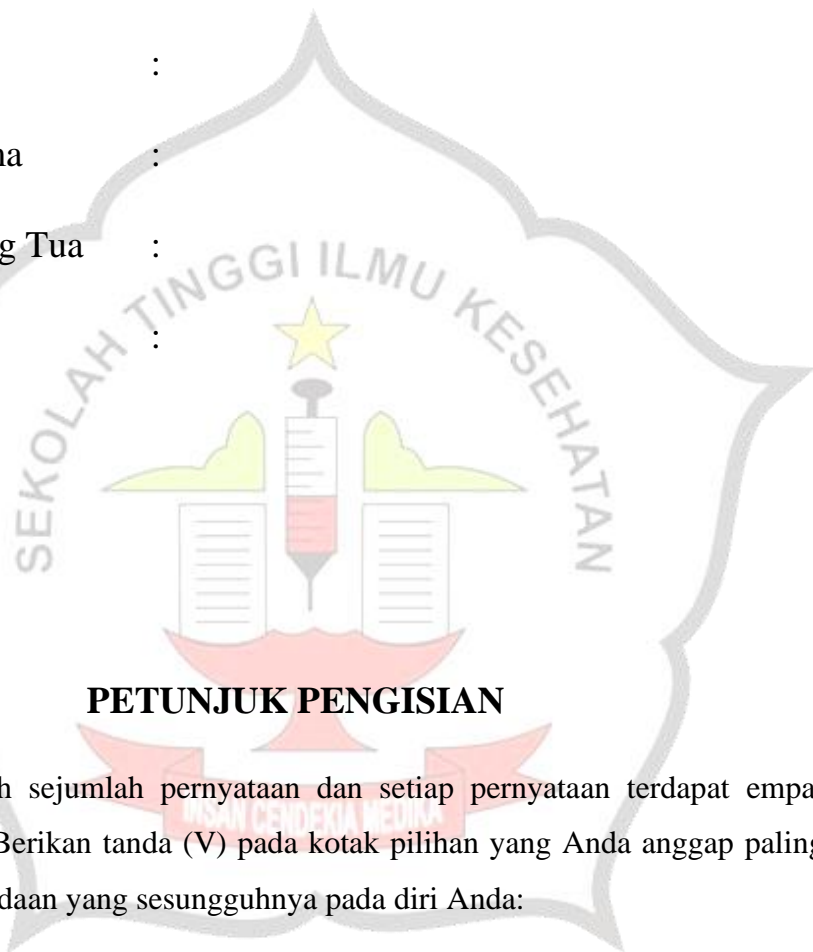 :
na :
g Tua :
:
SEKOLAH TINGGI ILMU KESEHATAN
PETUNJUK PENGISIAN
h sejumlah pernyataan dan setiap pernyataan terdapat empa
INSAN CENDEKIA MEDIKA
Berikan tanda (V) pada kotak pilihan yang Anda anggap paling
daan yang sesungguhnya pada diri Anda: